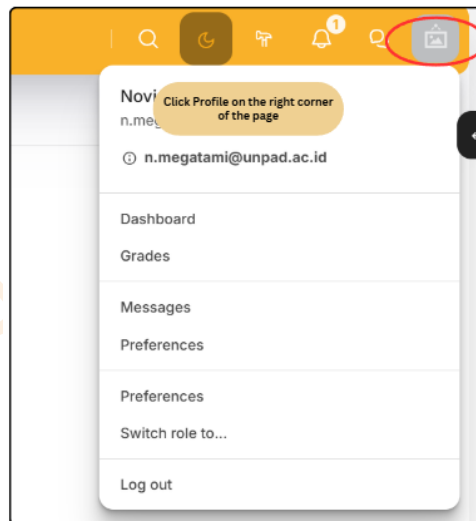 1
Novi
Click Profile on the right corner
of the page
n.meg
n.megatami@unpad.ac.id
Dashboard
Grades
Messages
Preferences
Preferences
Switch role to...
Log out